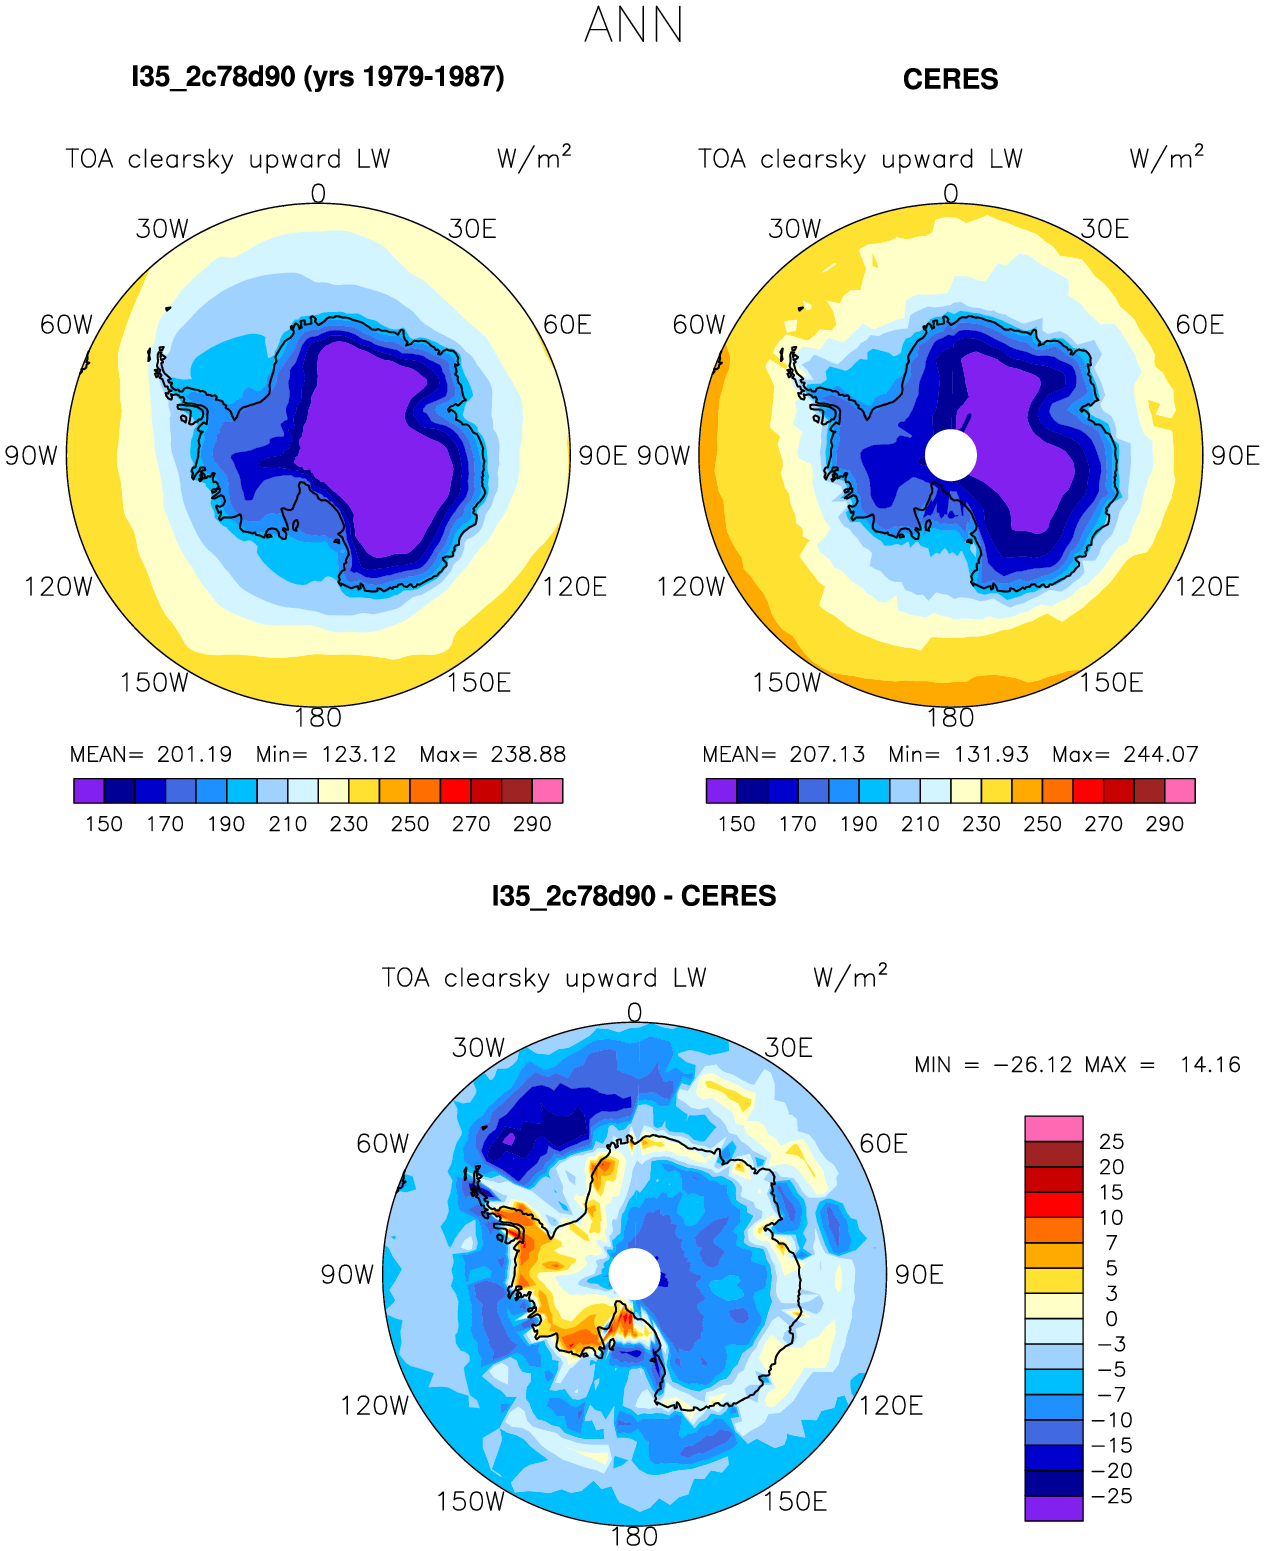 ANN
I35_2c78d90 (yrs 1979-1987)
CERES
TOA clearsky upward LW W/m²
TOA clearsky upward LW W/m²
0
0
30W 30E
30W 30E
60W 60E
60W 60E
90W 90E
90W 90E
120W 120E
120W 120E
150W 150E
150W 150E
180
180
MEAN= 201.19 Min= 123.12 Max= 238.88
MEAN= 207.13 Min= 131.93 Max= 244.07
150 170 190 210 230 250 270 290
150 170 190 210 230 250 270 290
I35_2c78d90 - CERES
TOA clearsky upward LW W/m²
0
30W 30E
MIN = −26.12 MAX = 14.16
60W 60E
90W 90E
120W 120E
150W 150E
180
25
20
15
10
7
5
3
0
−3
−5
−7
−10
−15
−20
−25